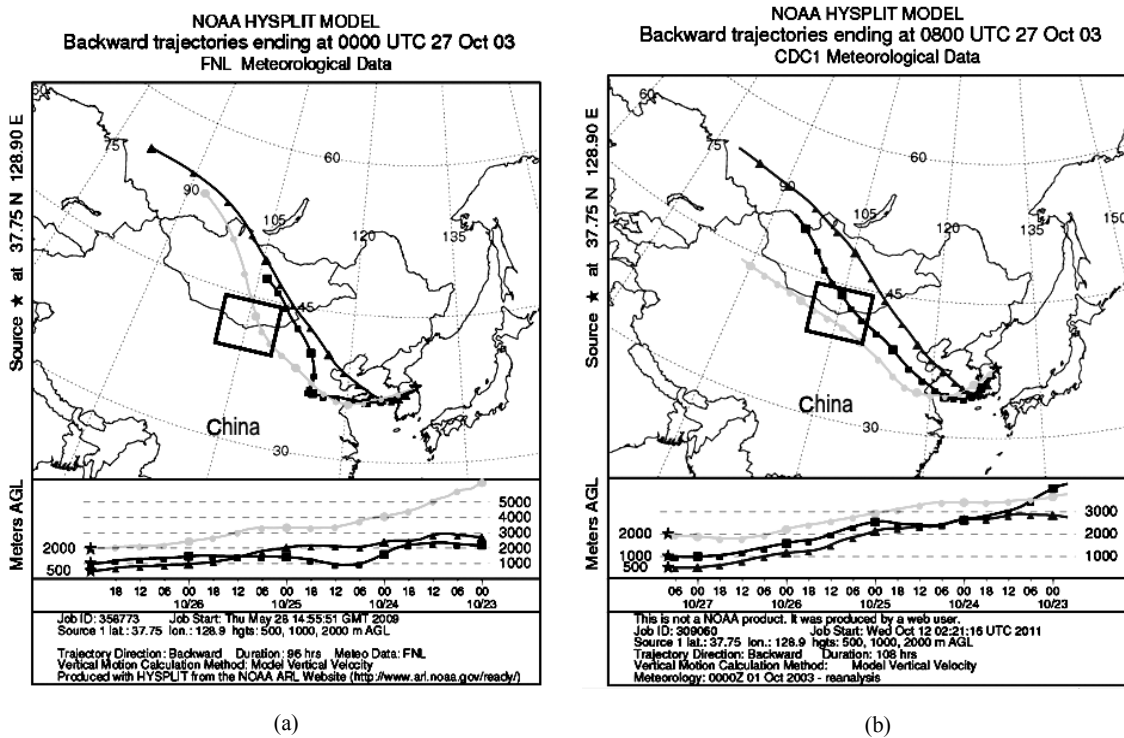 NOAA HYSPLIT MODEL
Backward trajectories ending at 0000 UTC 27 Oct 03
FNL Meteorological Data
Source ★ at 37.75 N 128.90 E
60
75
90
105
120
135
60
45
30
China
Meters AGL
5000
4000
3000
2000
1000
2000
1000
500
18 12 06 00 18 12 06 00 18 12 06 00 18 12 06 00
10/26 10/25 10/24 10/23
Job ID: 358773 Job Start: Thu May 28 14:55:51 GMT 2009
Source 1 lat.: 37.75 lon.: 128.9 hgts: 500, 1000, 2000 m AGL
Trajectory Direction: Backward Duration: 96 hrs Meteo Data: FNL
Vertical Motion Calculation Method: Model Vertical Velocity
Produced with HYSPLIT from the NOAA ARL Website (http://www.arl.noaa.gov/ready/)
(a)
NOAA HYSPLIT MODEL
Backward trajectories ending at 0800 UTC 27 Oct 03
CDC1 Meteorological Data
Source ★ at 37.75 N 128.90 E
60
75
90
105
120
135
150
60
45
30
China
Meters AGL
3000
2000
1000
2000
1000
500
06 00 18 12 06 00 18 12 06 00 18 12 06 00 18 12 06 00
10/27 10/26 10/25 10/24 10/23
This is not a NOAA product. It was produced by a web user.
Job ID: 309060 Job Start: Wed Oct 12 02:21:16 UTC 2011
Source 1 lat.: 37.75 lon.: 128.9 hgts: 500, 1000, 2000 m AGL
Trajectory Direction: Backward Duration: 108 hrs
Vertical Motion Calculation Method: Model Vertical Velocity
Meteorology: 0000Z 01 Oct 2003 - reanalysis
(b)